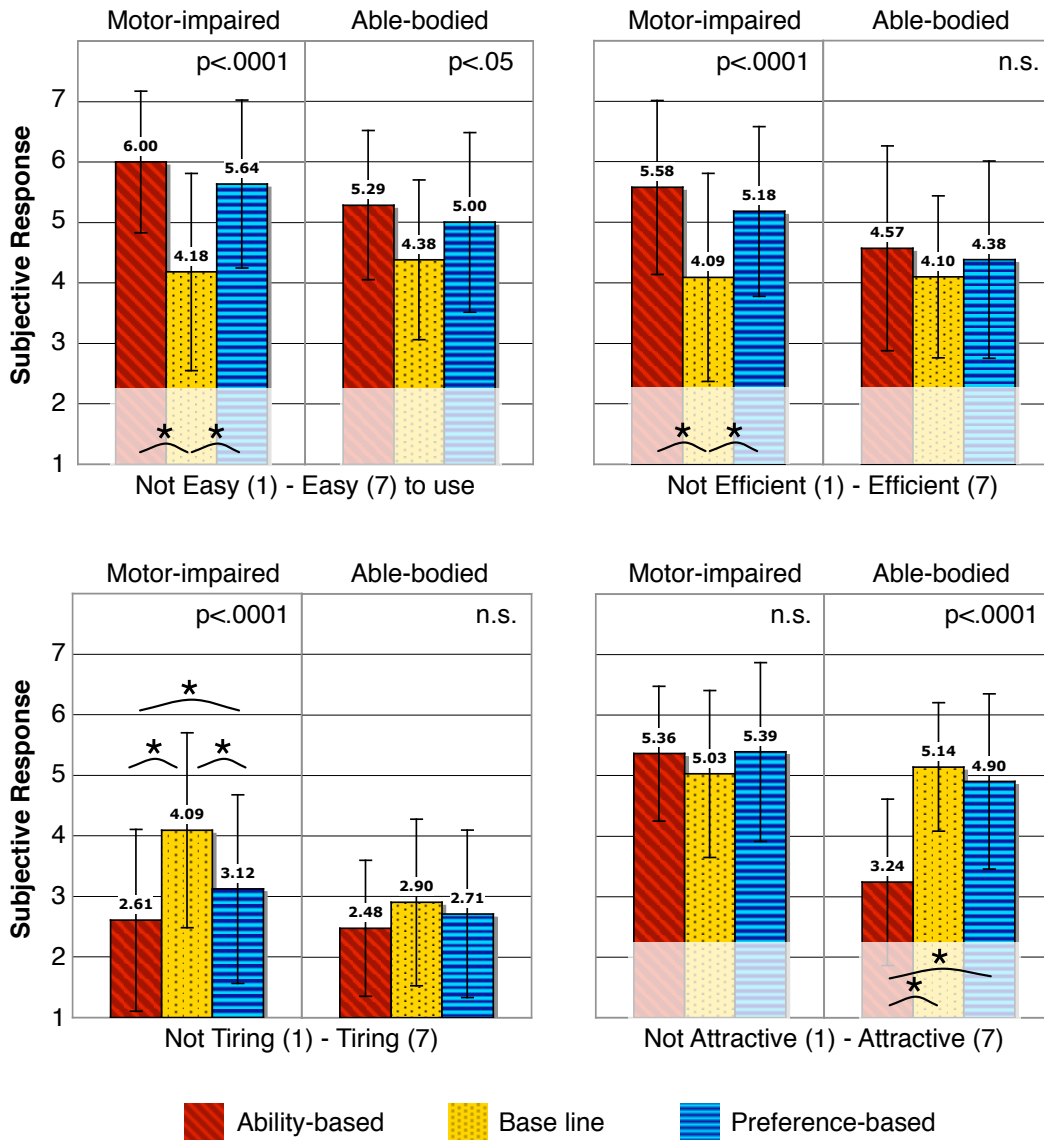 Motor-impaired Able-bodied Motor-impaired Able-bodied
p<.0001 p<.05 p<.0001 n.s.
Subjective Response
7
6
5
4
3
2
1
6.00 4.18 5.64 5.29 4.38 5.00
* *
5.58 4.09 5.18 4.57 4.10 4.38
* *
Not Easy (1) - Easy (7) to use
Not Efficient (1) - Efficient (7)
Motor-impaired Able-bodied Motor-impaired Able-bodied
p<.0001 n.s. n.s. p<.0001
Subjective Response
7
6
5
4
3
2
1
*
* *
2.61 4.09 3.12 2.48 2.90 2.71
5.36 5.03 5.39 3.24 5.14 4.90
*
*
Not Tiring (1) - Tiring (7)
Not Attractive (1) - Attractive (7)
Ability-based Base line Preference-based